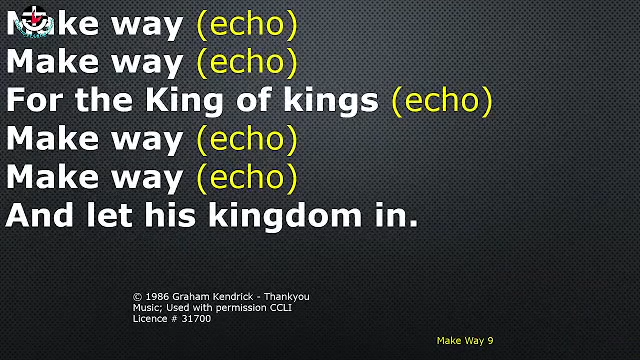 Make way (echo)
Make way (echo)
For the King of kings (echo)
Make way (echo)
Make way (echo)
And let his kingdom in.
© 1986 Graham Kendrick - Thankyou
Music; Used with permission CCLI
Licence # 31700
Make Way 9